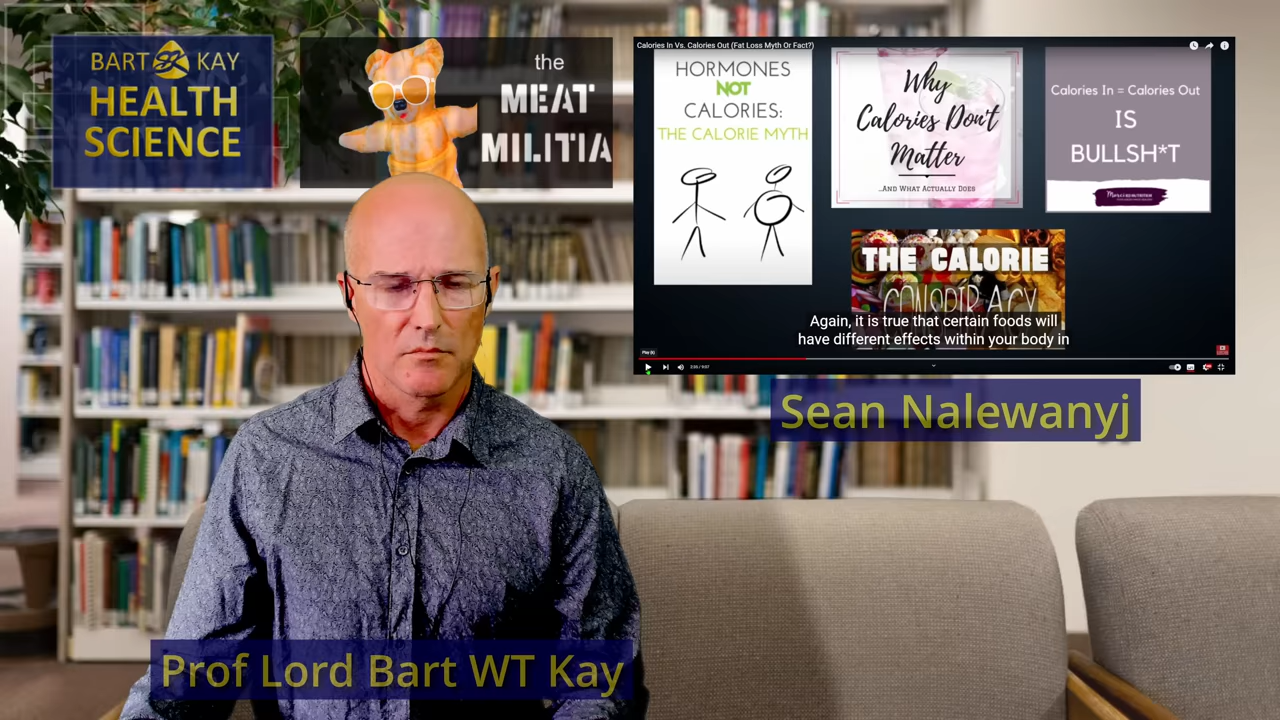 BART KAY
HEALTH
SCIENCE
the
MEAT
MILITIA
Calories In Vs. Calories Out (Fat Loss Myth Or Fact?)
HORMONES
NOT
CALORIES:
THE CALORIE MYTH
Why
Calories Don't
Matter
...AND WHAT ACTUALLY DOES
Calories In = Calories Out
IS
BULLSH*T
THE CALORIE
CONSPIRACY
Again, it is true that certain foods will
have different effects within your body in
Play (k)
Sean Nalewanyj
Prof Lord Bart WT Kay